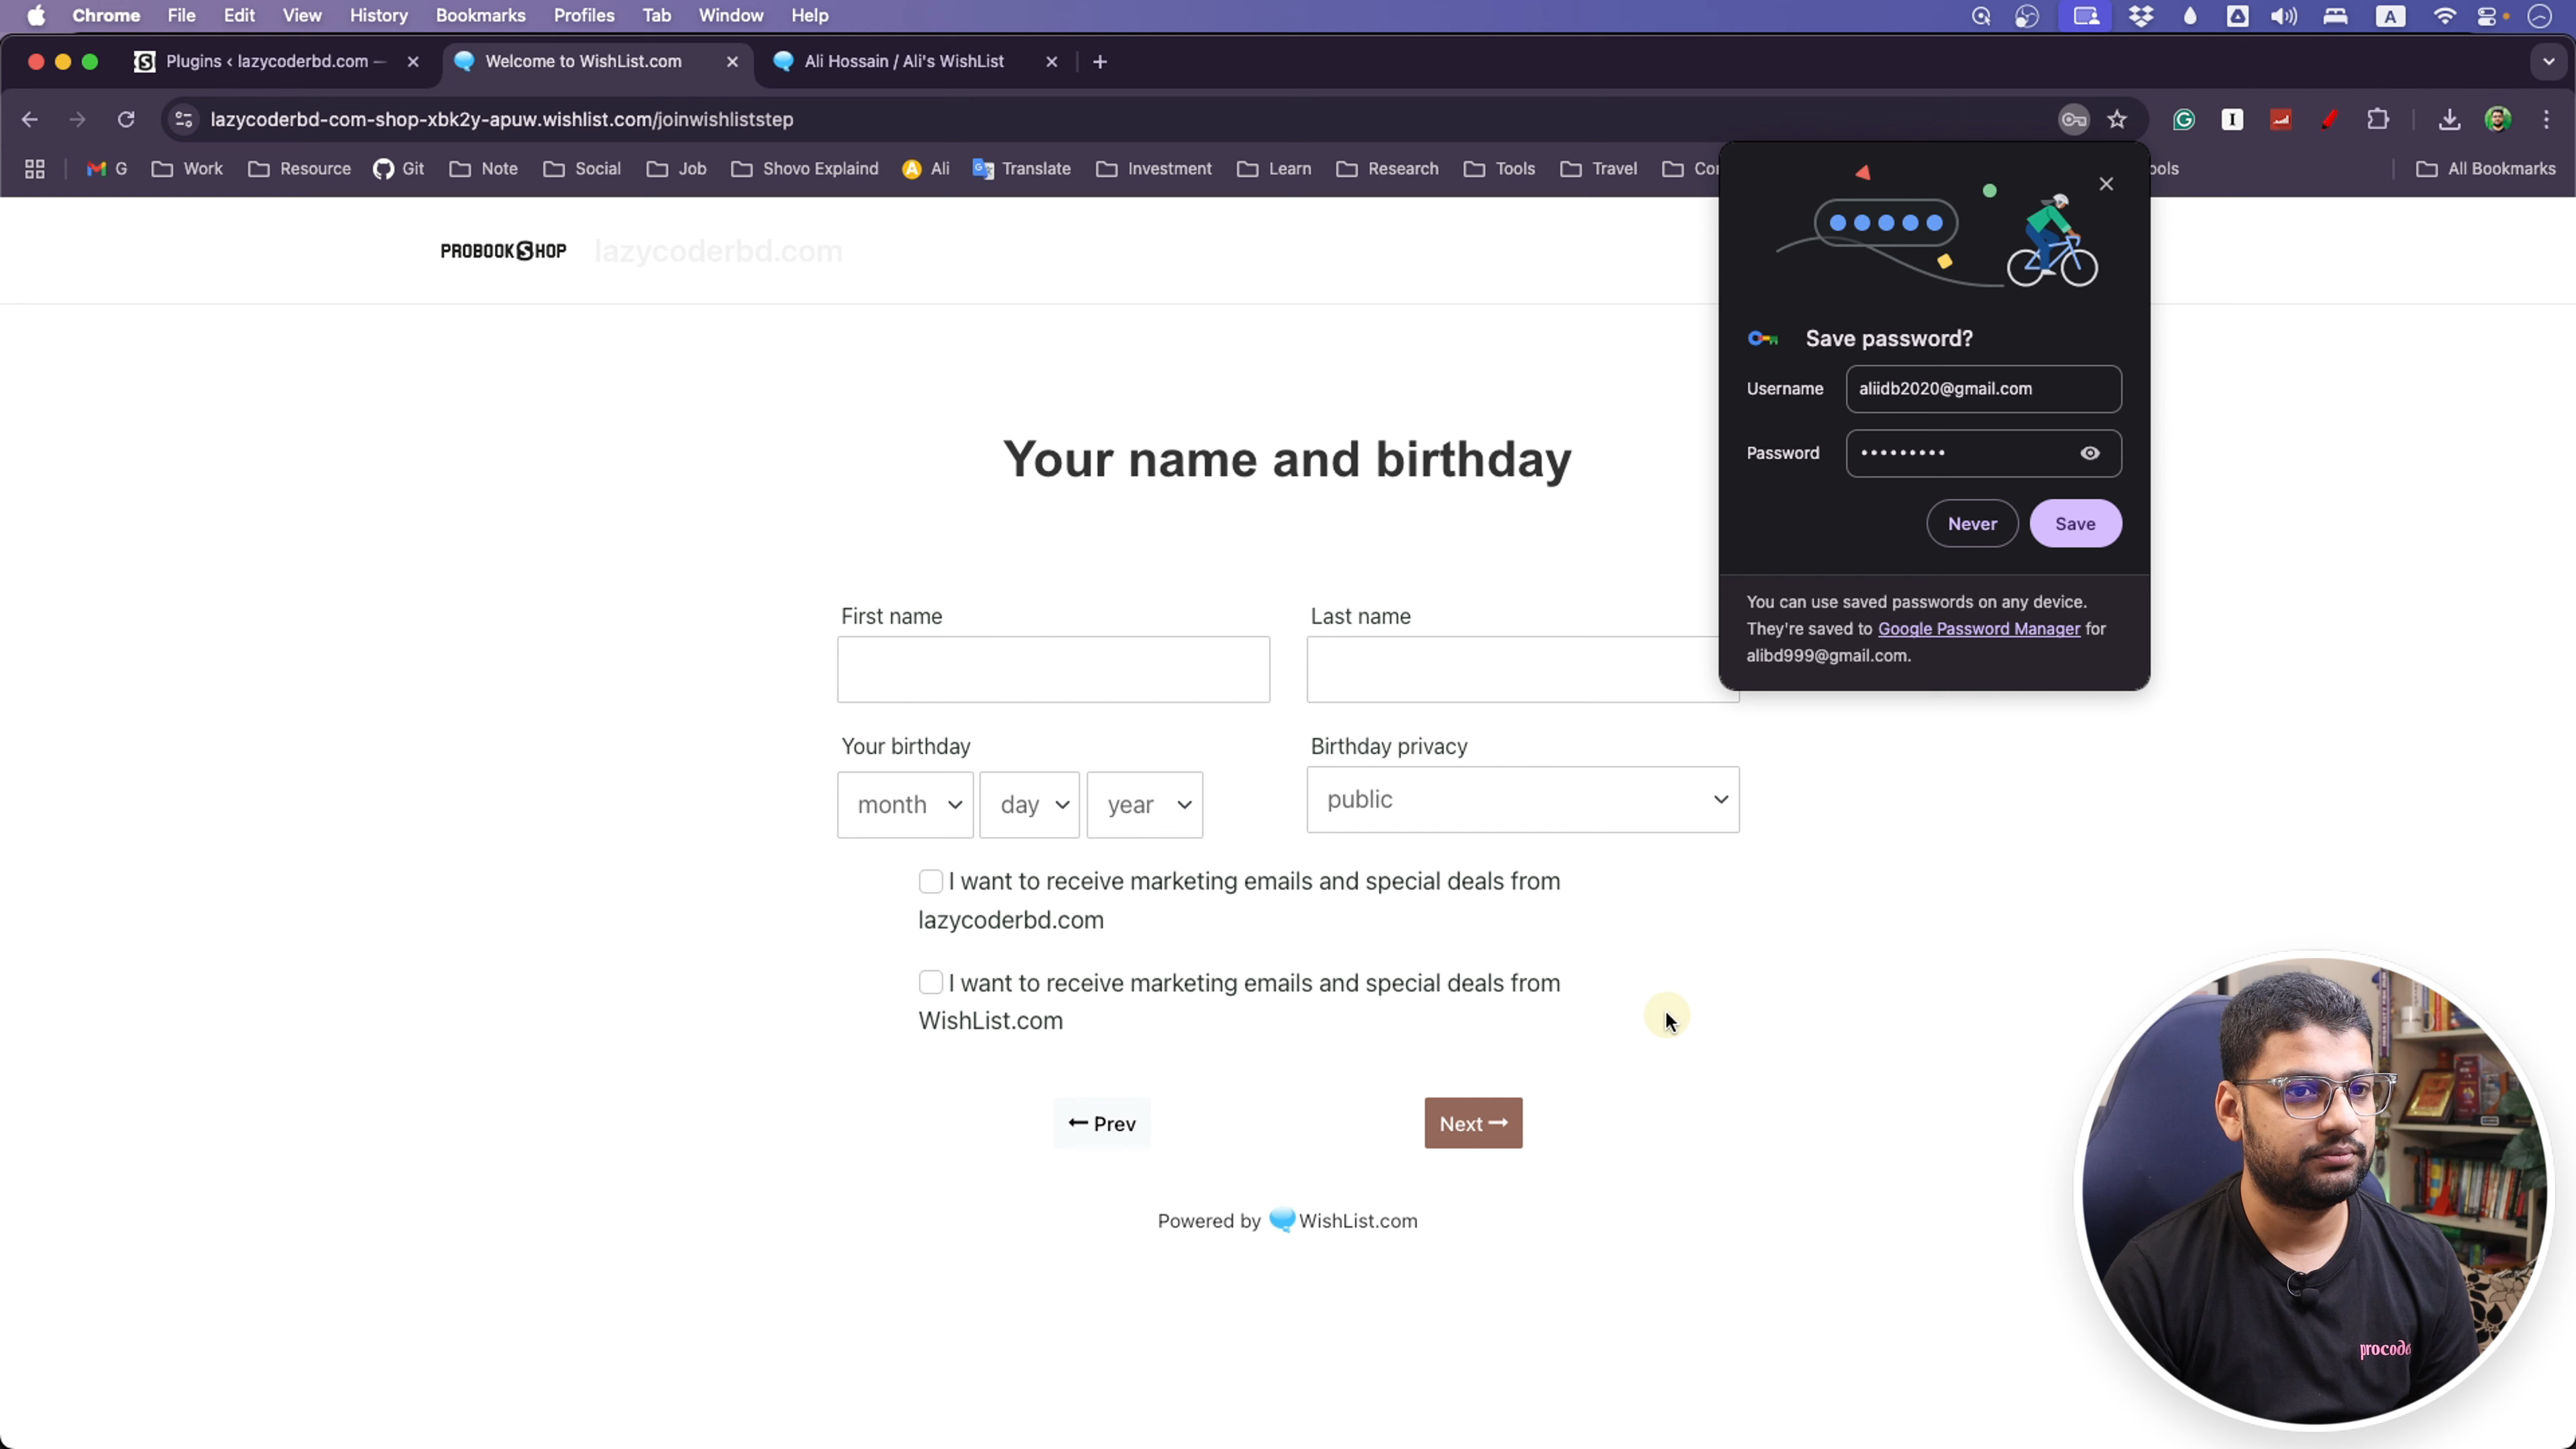 Chrome File Edit View History Bookmarks Profiles Tab Window Help
A
Plugins ‹ lazycoderbd.com —
Welcome to WishList.com
Ali Hossain / Ali's WishList
lazycoderbd-com-shop-xbk2y-apuw.wishlist.com/joinwishliststep
G Work Resource Git Note Social Job Shovo Explaind Ali Translate Investment Learn Research Tools Travel All Bookmarks
PROBOOKSHOP lazycoderbd.com
Save password?
Username aliidb2020@gmail.com
Password •••••••••
Never Save
You can use saved passwords on any device.
They're saved to Google Password Manager for
alibd999@gmail.com.
Your name and birthday
First name Last name
Your birthday Birthday privacy
month day year public
I want to receive marketing emails and special deals from
lazycoderbd.com
I want to receive marketing emails and special deals from
WishList.com
← Prev Next →
Powered by WishList.com